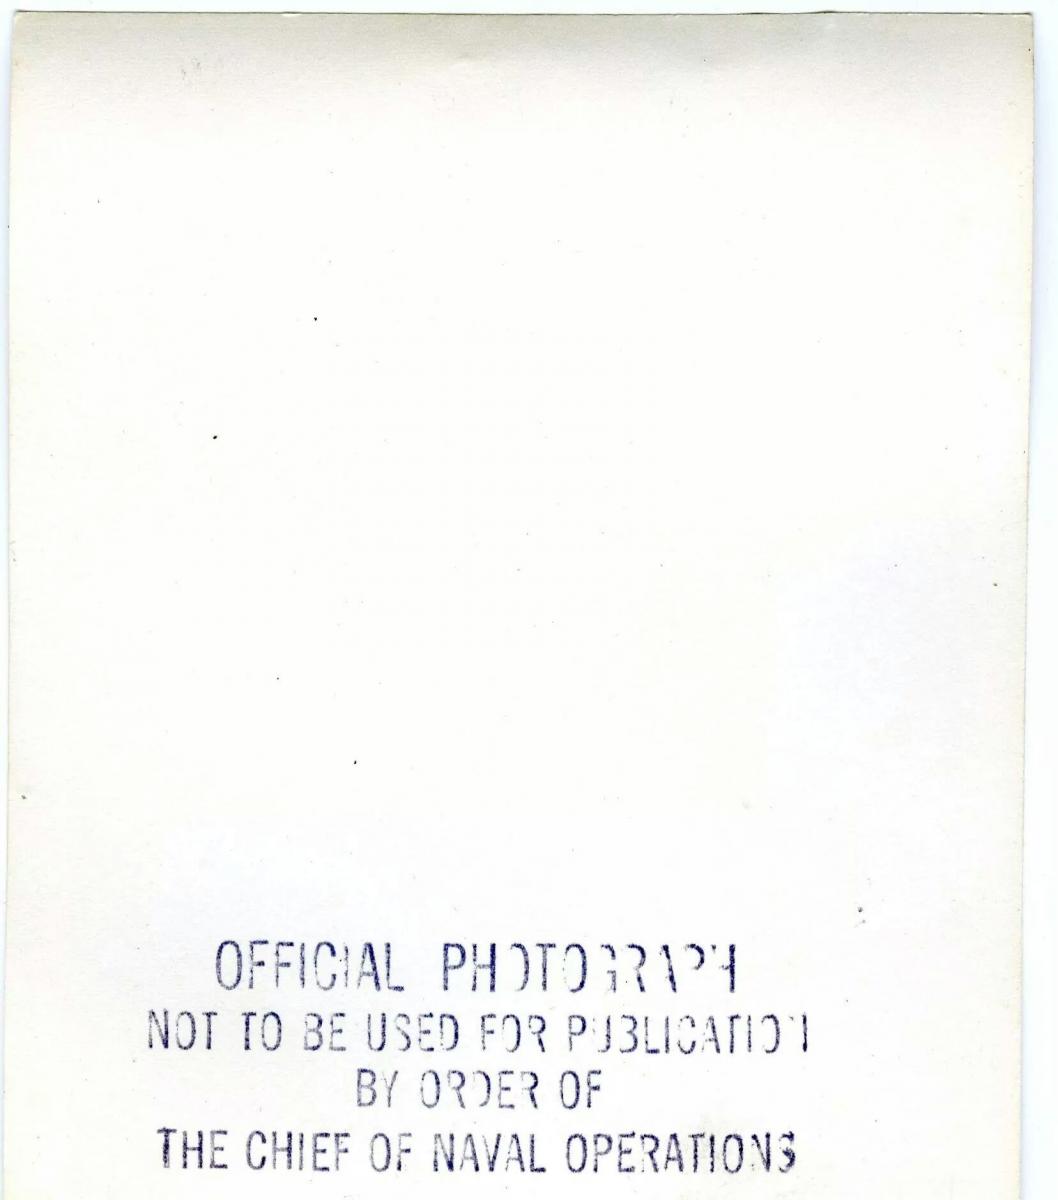 OFFICIAL PHOTOGRAPH
NOT TO BE USED FOR PUBLICATION
BY ORDER OF
THE CHIEF OF NAVAL OPERATIONS